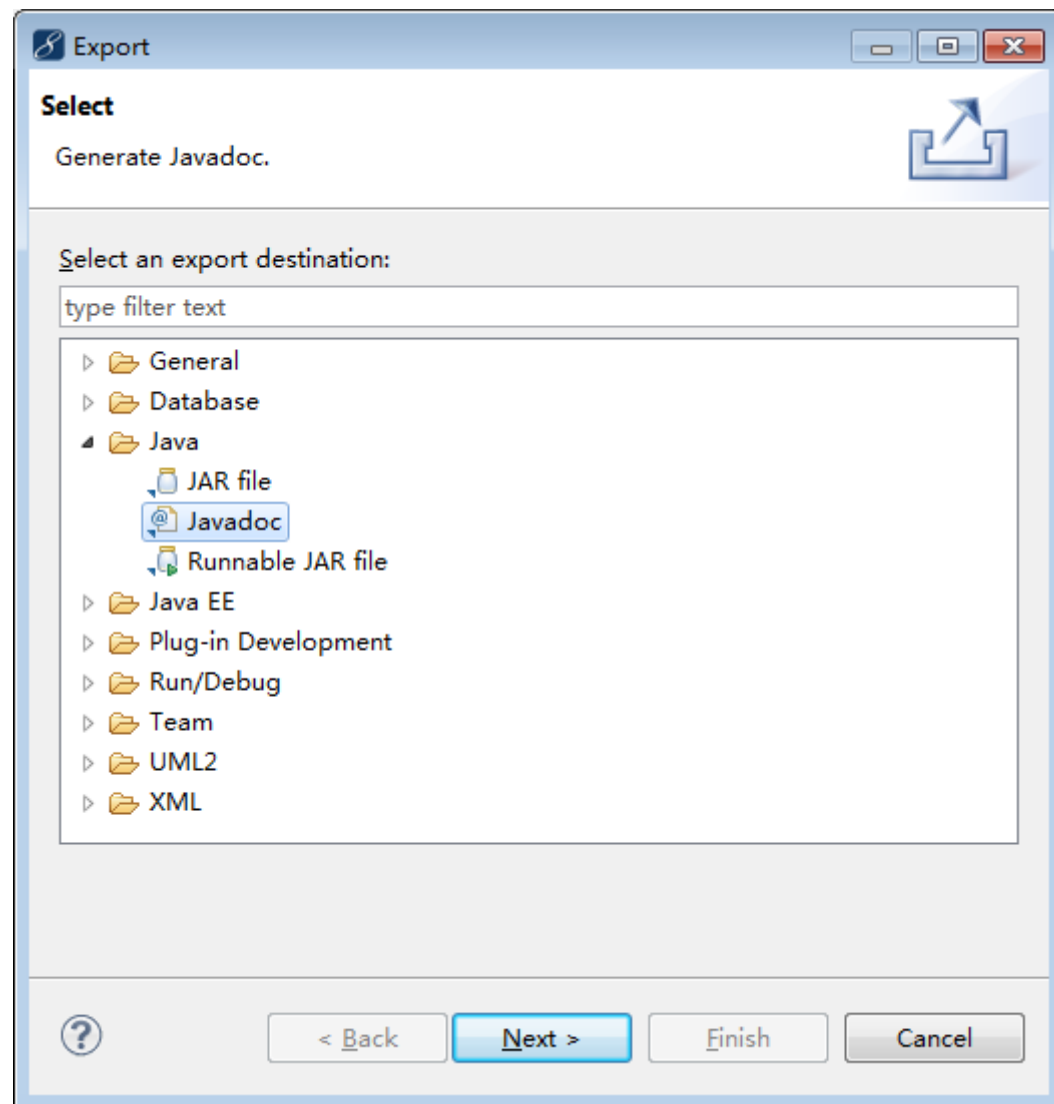 Export
Select
Generate Javadoc.
Select an export destination:
type filter text
General
Database
Java
JAR file
Javadoc
Runnable JAR file
Java EE
Plug-in Development
Run/Debug
Team
UML2
XML
< Back Next > Finish Cancel